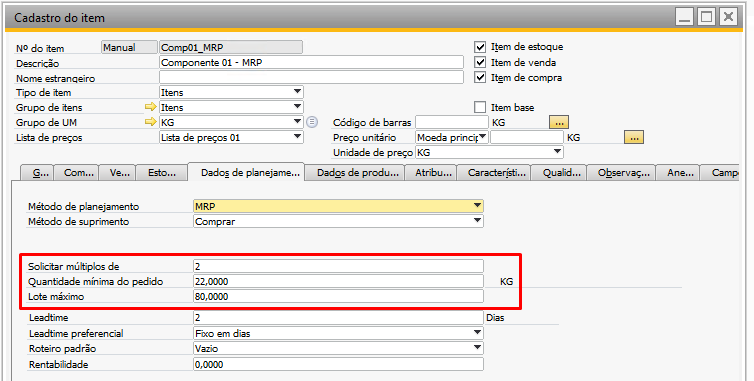 Cadastro do item
Nº do item Manual Comp01_MRP Item de estoque
Descrição Componente 01 - MRP Item de venda
Nome estrangeiro Item de compra
Tipo de item Itens
Grupo de itens Itens Item base
Grupo de UM KG Código de barras KG ...
Lista de preços Lista de preços 01 Preço unitário Moeda princip KG ...
Unidade de preço KG
G... Com... Ve... Esto... Dados de planejame... Dados de produ... Atribu... Característi... Qualid... Observaç... Ane... Campo
Método de planejamento MRP
Método de suprimento Comprar
Solicitar múltiplos de 2
Quantidade mínima do pedido 22,0000 KG
Lote máximo 80,0000
Leadtime 2 Dias
Leadtime preferencial Fixo em dias
Roteiro padrão Vazio
Rentabilidade 0,0000